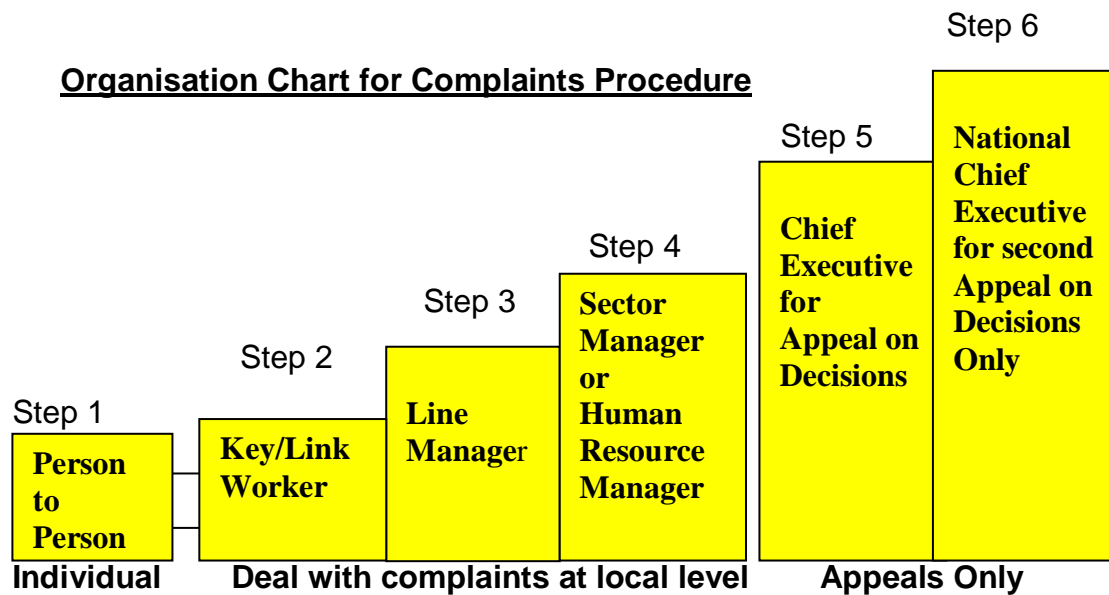 Organisation Chart for Complaints Procedure
Step 1
Person
to
Person
Step 2
Key/Link
Worker
Step 3
Line
Manager
Step 4
Sector
Manager
or
Human
Resource
Manager
Step 5
Chief
Executive
for
Appeal on
Decisions
Step 6
National
Chief
Executive
for second
Appeal on
Decisions
Only
Individual
Deal with complaints at local level
Appeals Only